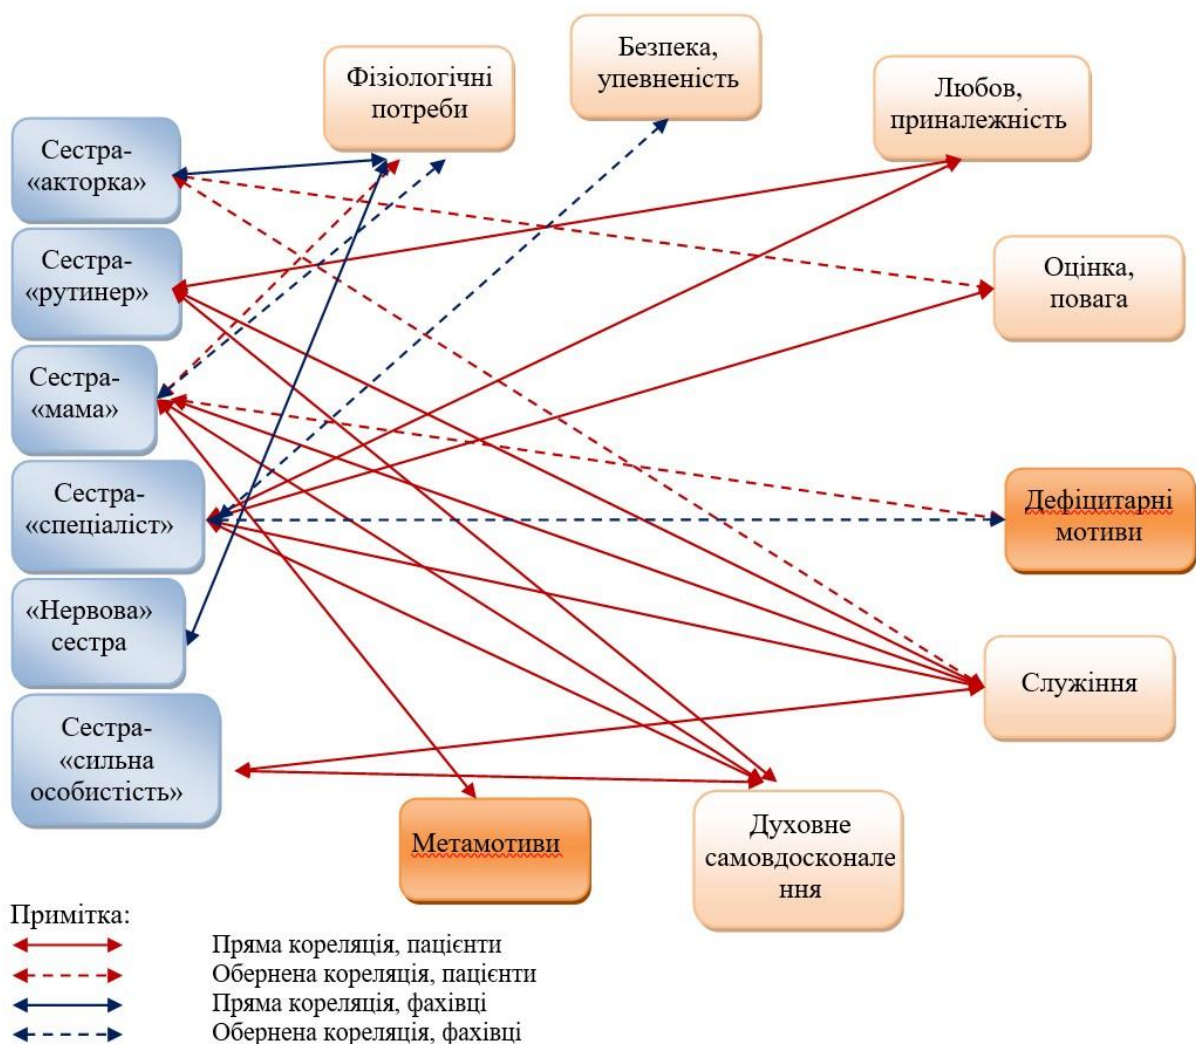 Фізіологічні
потреби
Безпека,
упевненість
Любов,
приналежність
Сестра-
«акторка»
Сестра-
«рутинер»
Оцінка,
повага
Сестра-
«мама»
Сестра-
«спеціаліст»
Дефіцитарні
мотиви
«Нервова»
сестра
Служіння
Сестра-
«сильна
особистість»
Метамотиви
Духовне
самовдосконале
ння
Примітка:
Пряма кореляція, пацієнти
Обернена кореляція, пацієнти
Пряма кореляція, фахівці
Обернена кореляція, фахівці